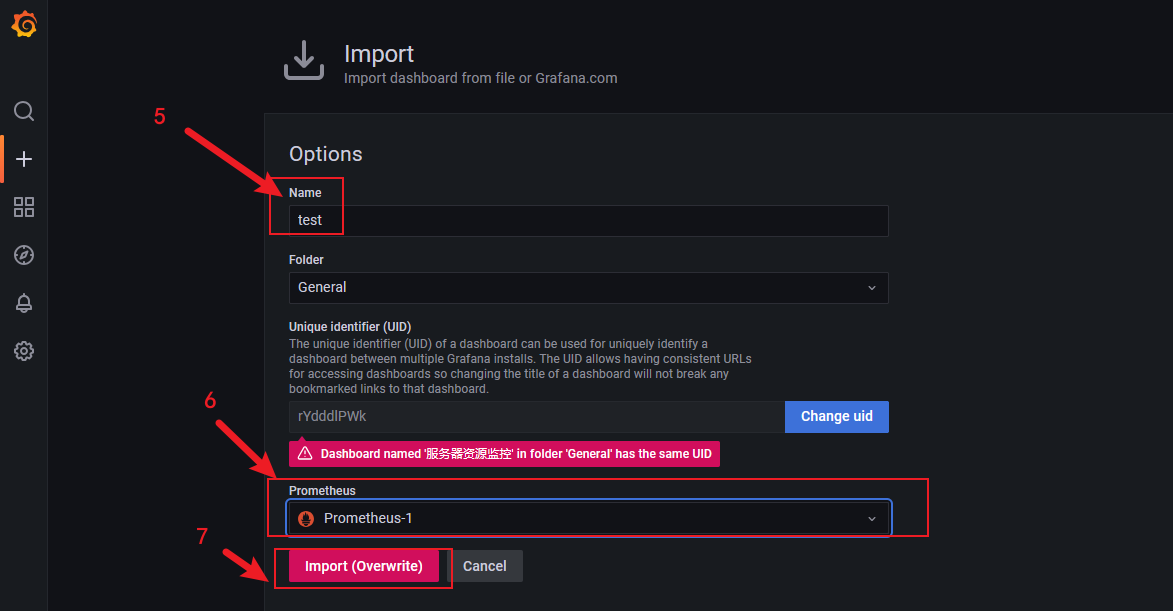 Import
Import dashboard from file or Grafana.com
5
Options
Name
test
Folder
General
Unique identifier (UID)
The unique identifier (UID) of a dashboard can be used for uniquely identify a
dashboard between multiple Grafana installs. The UID allows having consistent URLs
for accessing dashboards so changing the title of a dashboard will not break any
bookmarked links to that dashboard.
6
rYdddlPWk
Change uid
Dashboard named '服务器资源监控' in folder 'General' has the same UID
Prometheus
Prometheus-1
7
Import (Overwrite)
Cancel